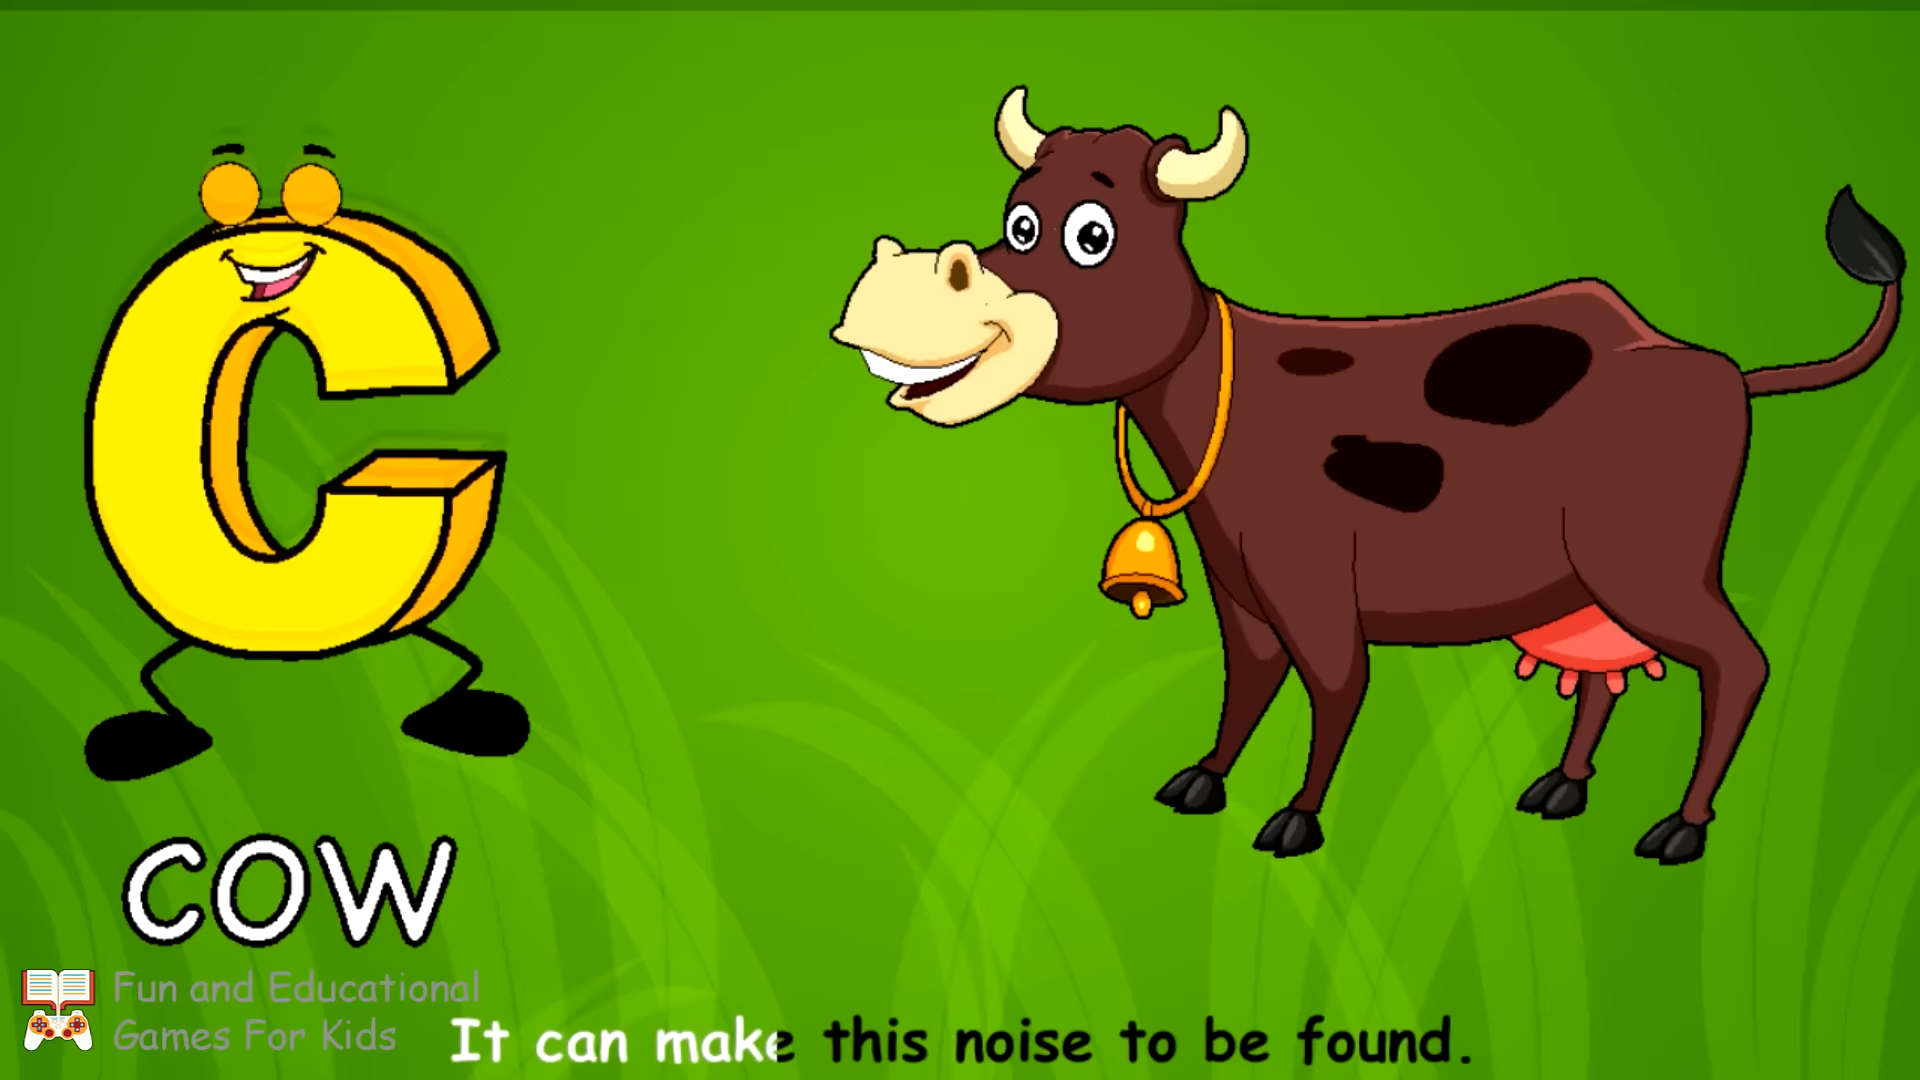 C
COW
Fun and Educational
Games For Kids
It can make this noise to be found.